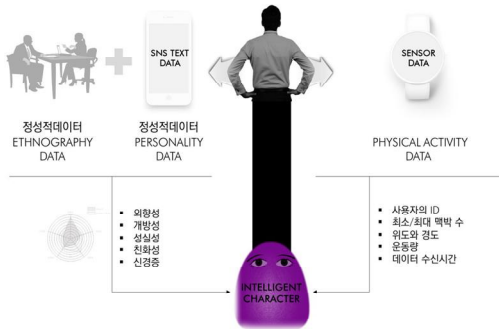 SNS TEXT
DATA
SENSOR
DATA
정성적데이터
ETHNOGRAPHY
DATA
정성적데이터
PERSONALITY
DATA
PHYSICAL ACTIVITY
DATA
▪ 외향성
▪ 개방성
▪ 성실성
▪ 친화성
▪ 신경증
▪ 사용자의 ID
▪ 최소/최대 맥박 수
▪ 위도와 경도
▪ 운동량
▪ 데이터 수신시간
INTELLIGENT
CHARACTER